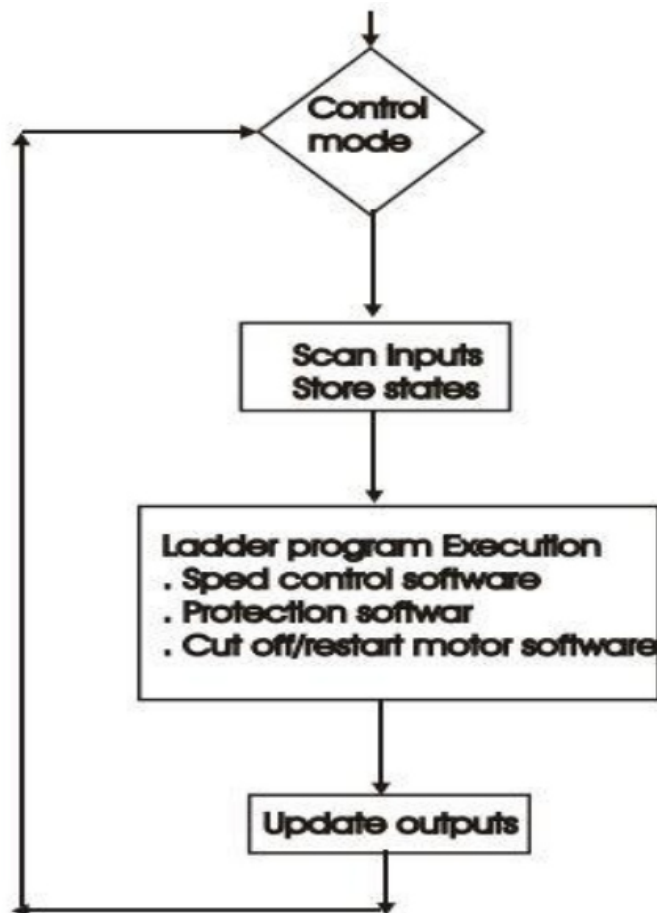 Control
mode
Scan inputs
Store states
Ladder program Execution
. Sped control software
. Protection softwar
. Cut off/restart motor software
Update outputs